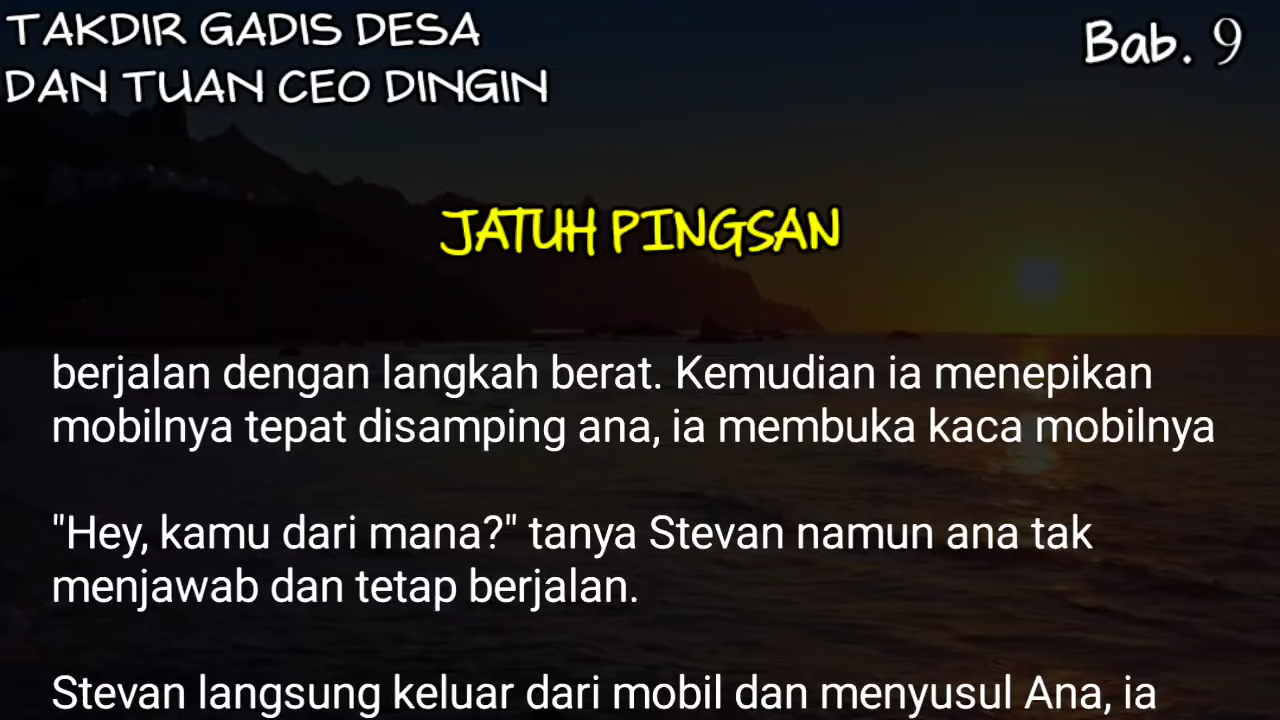 TAKDIR GADIS DESA
DAN TUAN CEO DINGIN
Bab. 9
JATUH PINGSAN
berjalan dengan langkah berat. Kemudian ia menepikan
mobilnya tepat disamping ana, ia membuka kaca mobilnya
"Hey, kamu dari mana?" tanya Stevan namun ana tak
menjawab dan tetap berjalan.
Stevan langsung keluar dari mobil dan menyusul Ana, ia